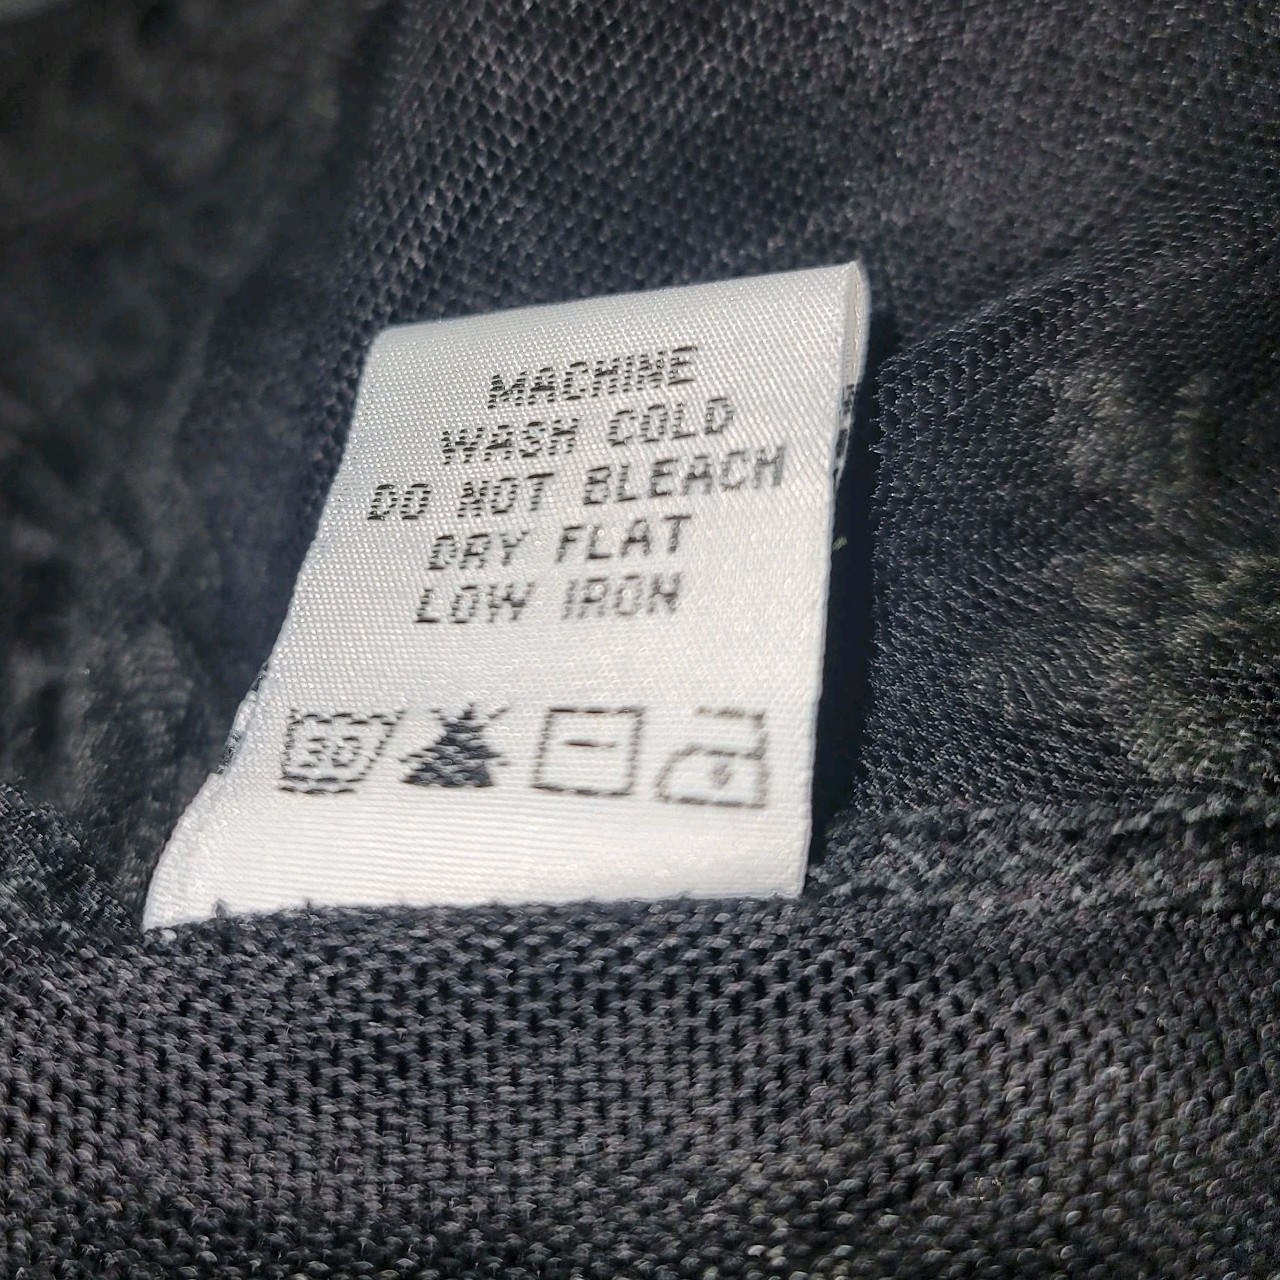 MACHINE
WASH COLD
DO NOT BLEACH
DRY FLAT
LOW IRON
30